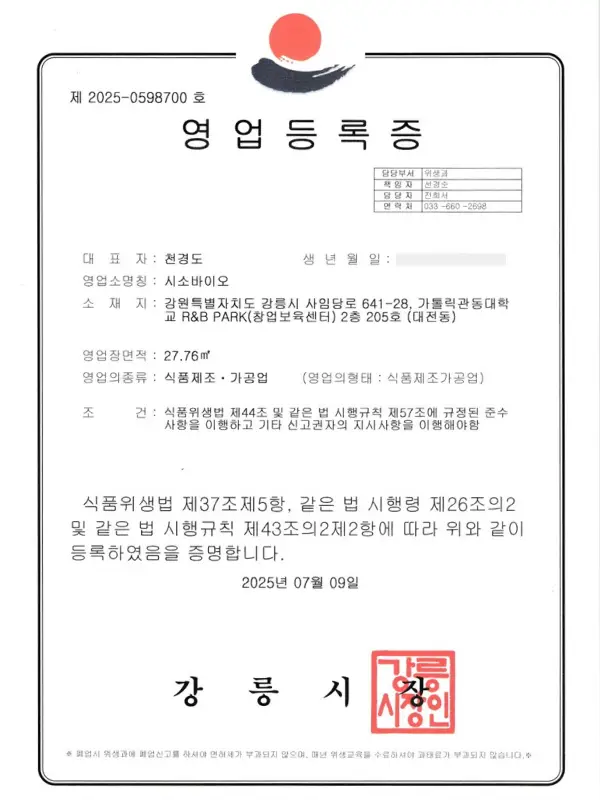 제 2025-0598700 호
영업등록증
담당부서 위생과
책임자 선경순
담당자 전희서
연락처 033-660-2698
대표자 : 천경도 생년월일 :
영업소명칭 : 시소바이오
소재지 : 강원특별자치도 강릉시 사임당로 641-28, 가톨릭관동대학
교 R&B PARK(창업보육센터) 2층 205호 (대전동)
영업장면적 : 27.76㎡
영업의종류 : 식품제조·가공업 (영업의형태 : 식품제조가공업)
조건 : 식품위생법 제44조 및 같은 법 시행규칙 제57조에 규정된 준수
사항을 이행하고 기타 신고권자의 지시사항을 이행해야함
식품위생법 제37조제5항, 같은 법 시행령 제26조의2
및 같은 법 시행규칙 제43조의2제2항에 따라 위와 같이
등록하였음을 증명합니다.
2025년 07월 09일
강릉시장
강릉
시장인
※ 폐업시 위생과에 폐업신고를 하셔야 면허세가 부과되지 않으며, 매년 위생교육을 수료하셔야 과태료가 부과되지 않습니다.※